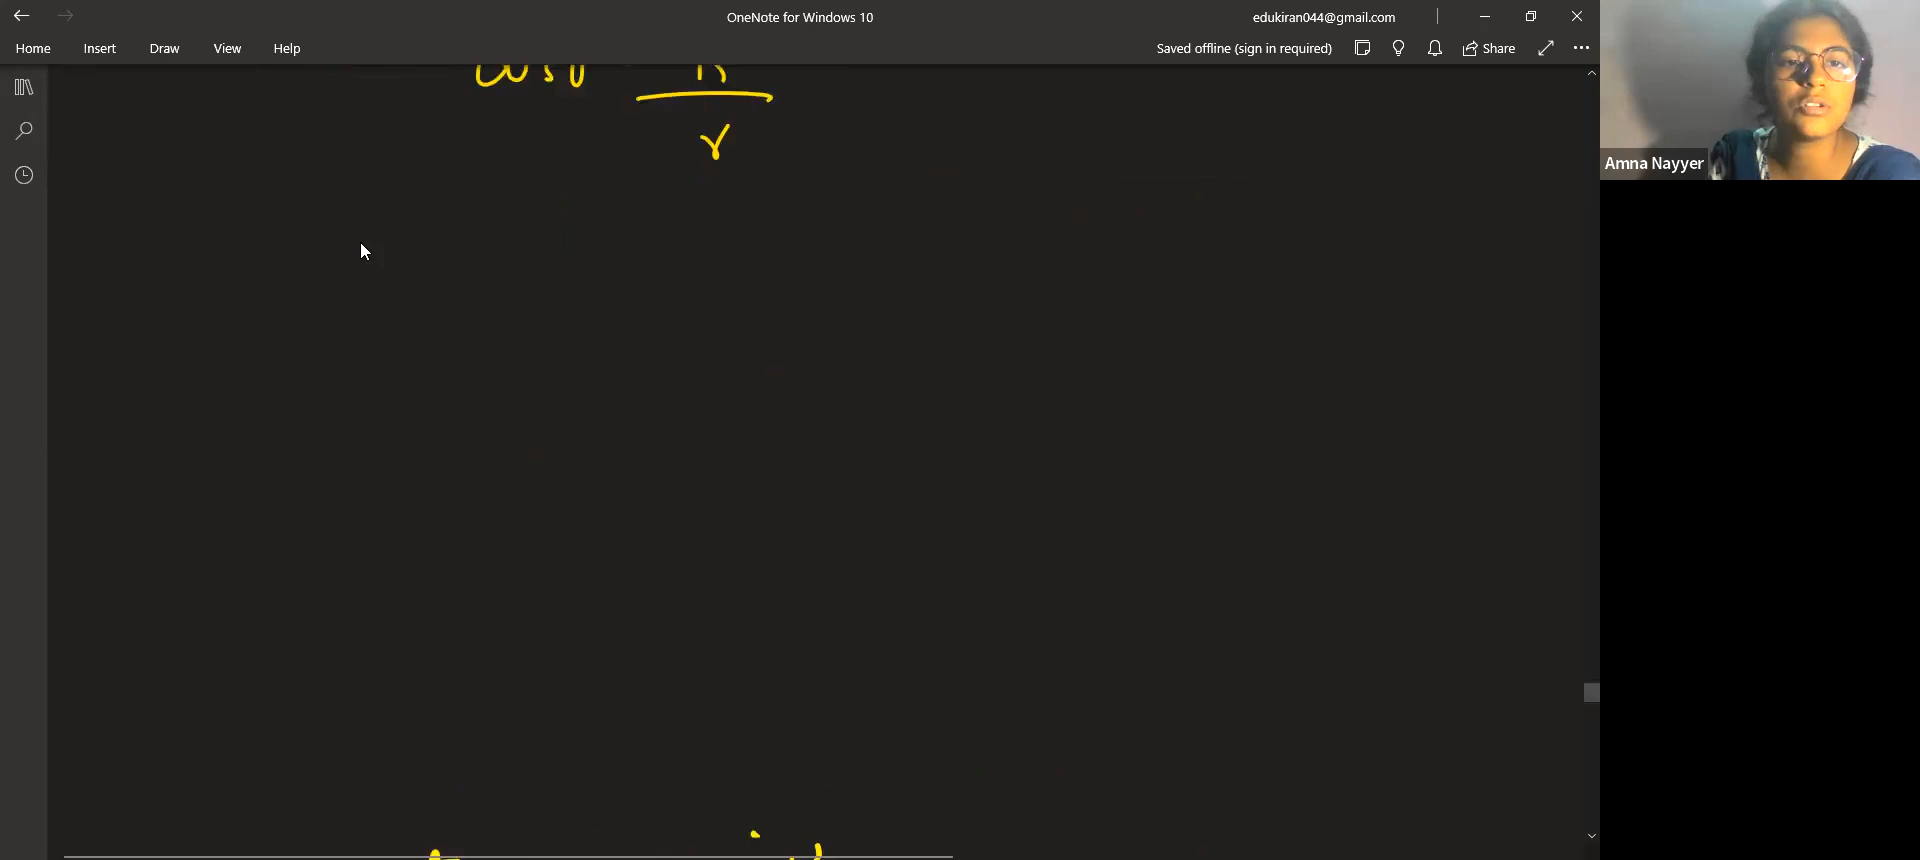 OneNote for Windows 10
edukiran044@gmail.com
Home Insert Draw View Help
Saved offline (sign in required) Share
r
Amna Nayyer